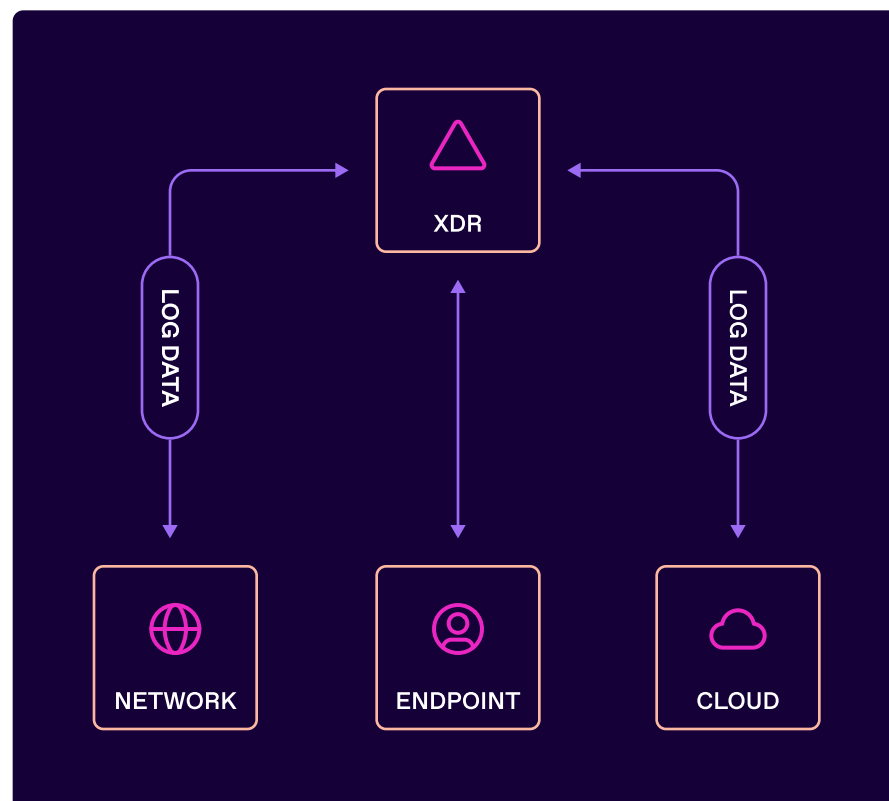 XDR
LOG DATA
LOG DATA
NETWORK
ENDPOINT
CLOUD